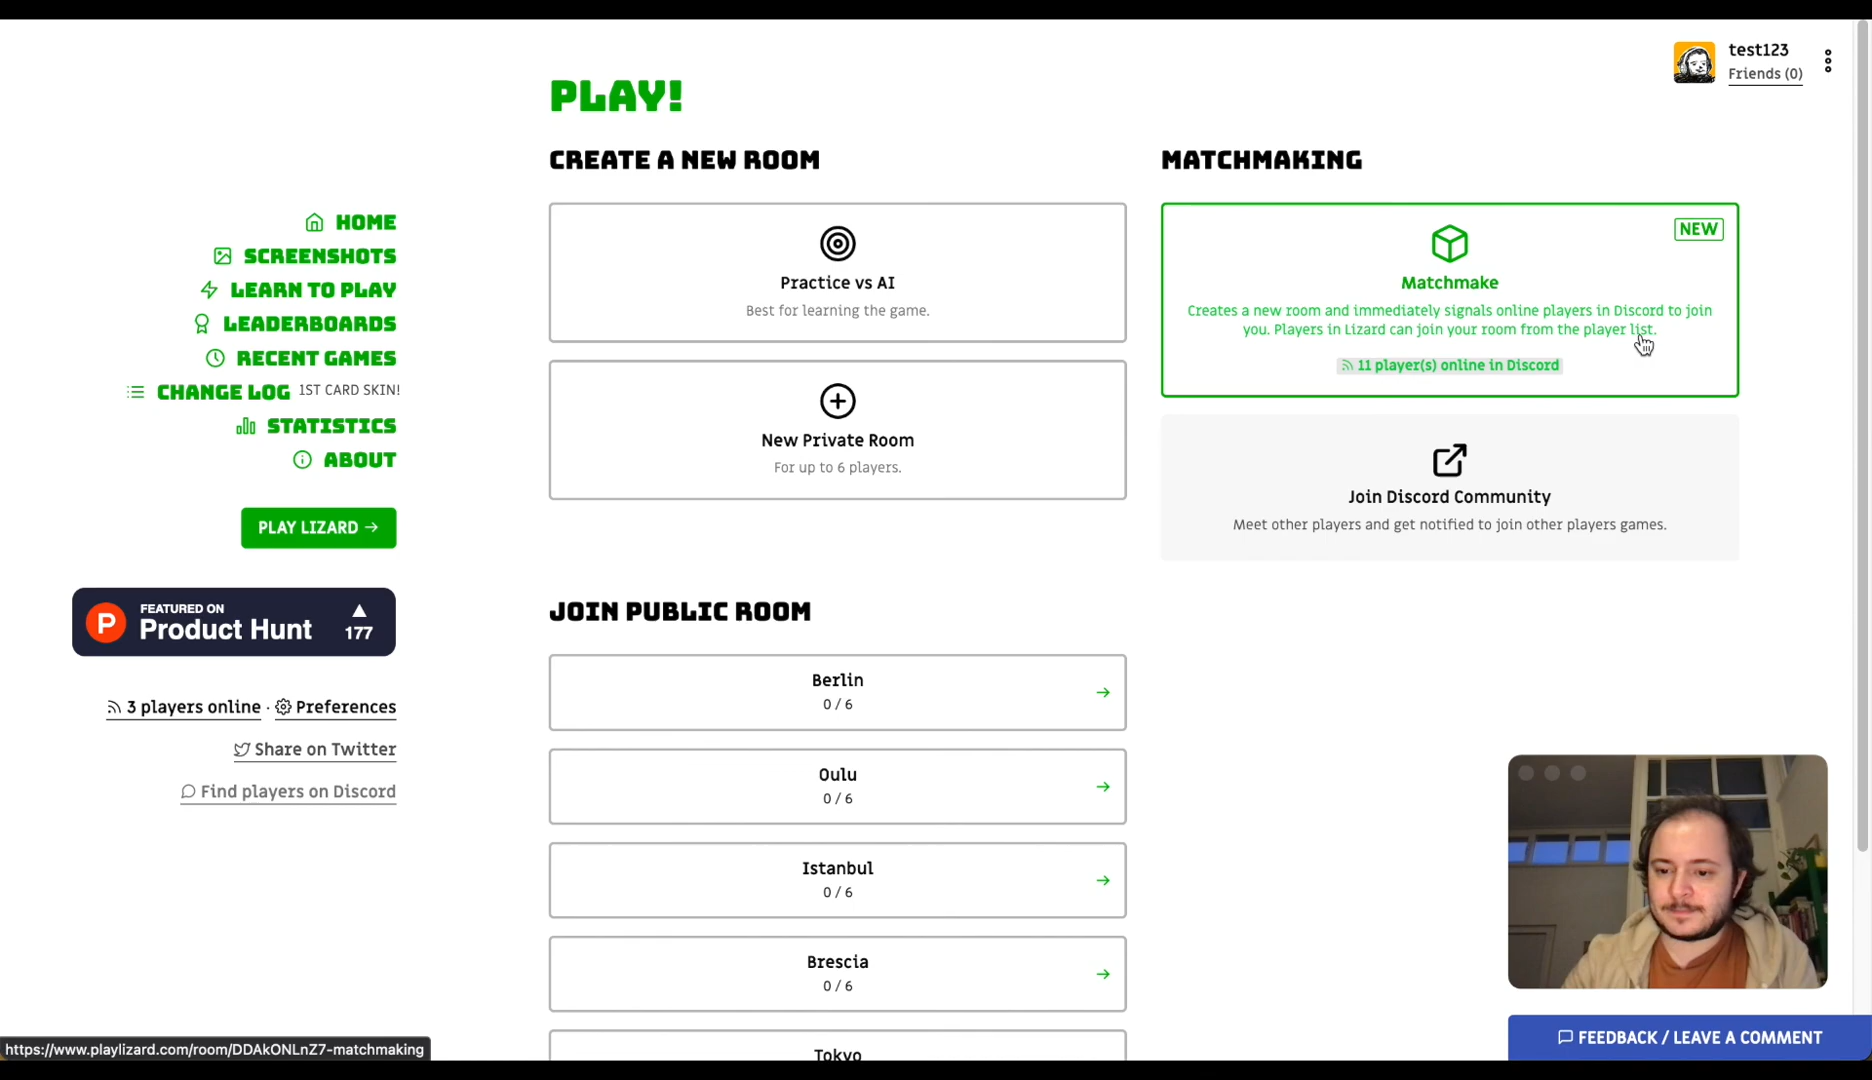 test123
Friends (0)
PLAY!
CREATE A NEW ROOM
MATCHMAKING
HOME
SCREENSHOTS
LEARN TO PLAY
LEADERBOARDS
RECENT GAMES
CHANGE LOG 1ST CARD SKIN!
STATISTICS
ABOUT
PLAY LIZARD →
FEATURED ON
Product Hunt
177
P
3 players online · Preferences
Share on Twitter
Find players on Discord
Practice vs AI
Best for learning the game.
New Private Room
For up to 6 players.
NEW
Matchmake
Creates a new room and immediately signals online players in Discord to join
you. Players in Lizard can join your room from the player list.
11 player(s) online in Discord
Join Discord Community
Meet other players and get notified to join other players games.
JOIN PUBLIC ROOM
Berlin
0 / 6
Oulu
0 / 6
Istanbul
0 / 6
Brescia
0 / 6
Tokyo
FEEDBACK / LEAVE A COMMENT
https://www.playlizard.com/room/DDAkONLnZ7-matchmaking